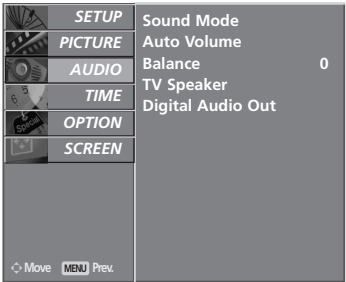 SETUP
PICTURE
AUDIO
TIME
OPTION
SCREEN
Sound Mode
Auto Volume
Balance 0
TV Speaker
Digital Audio Out
Move MENU Prev.